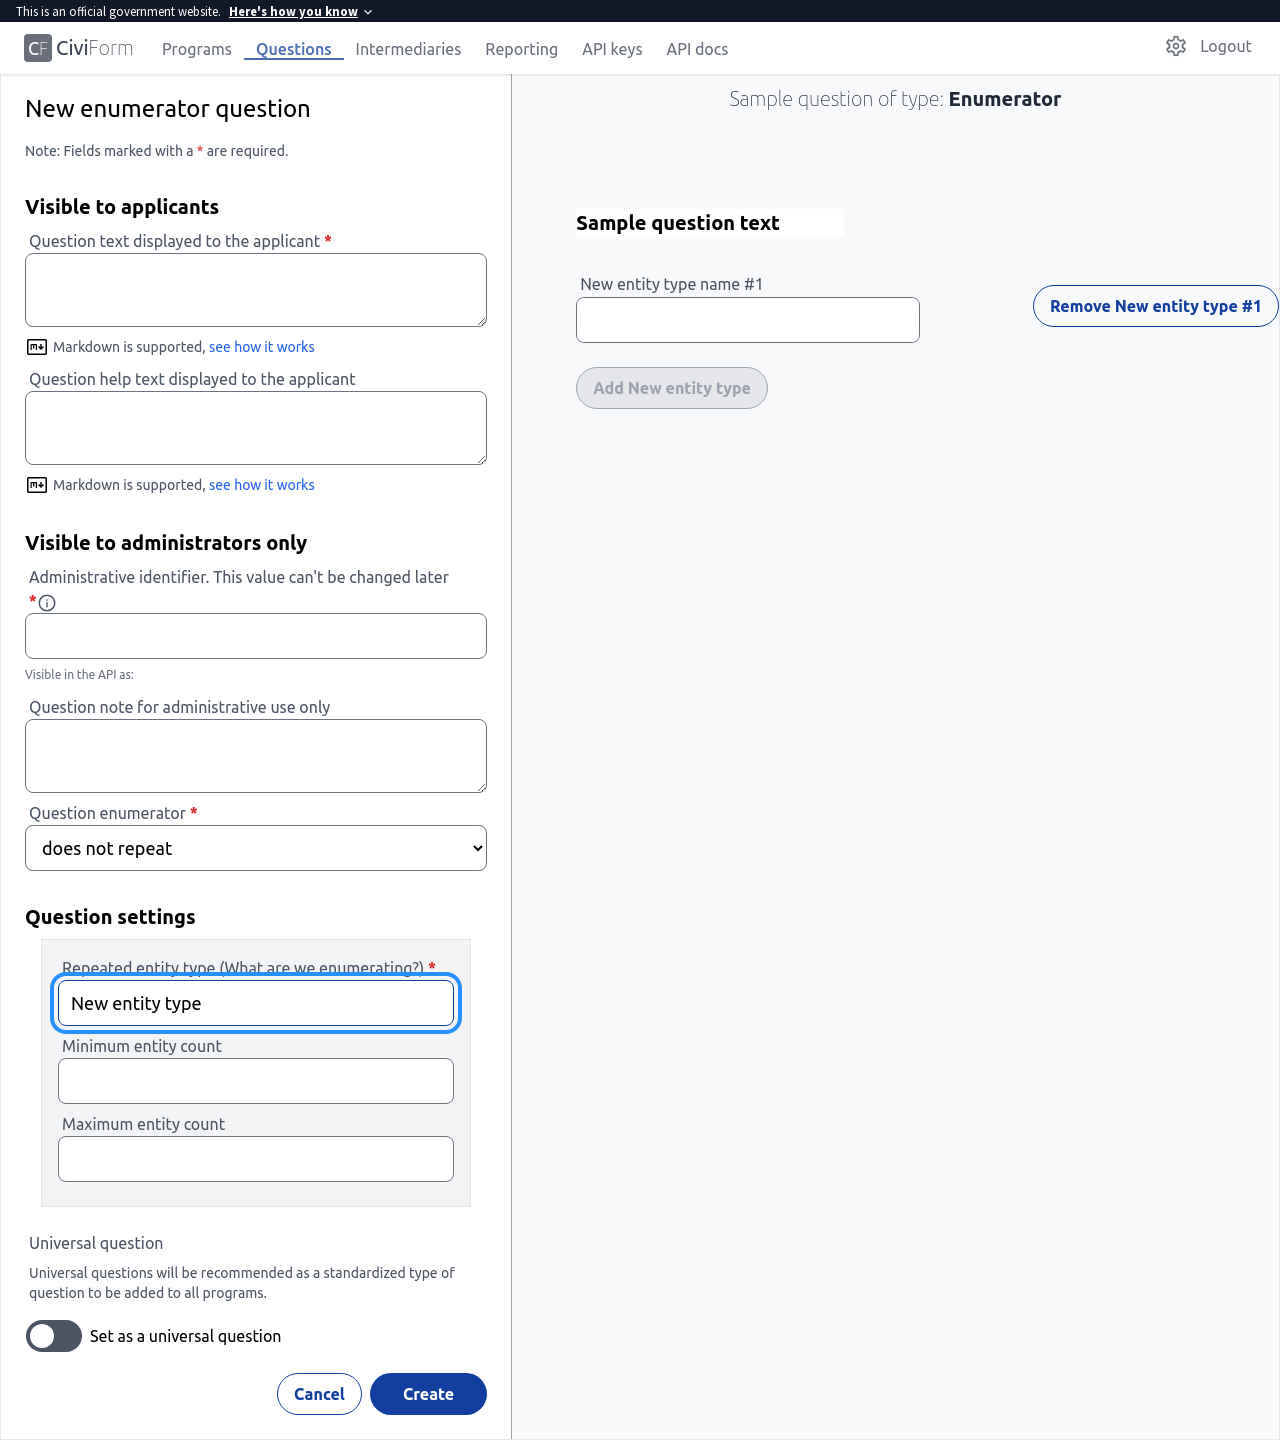 This is an official government website. Here's how you know
CF CiviForm Programs Questions Intermediaries Reporting API keys API docs Logout
New enumerator question
Note: Fields marked with a * are required.
Visible to applicants
Question text displayed to the applicant *
Markdown is supported, see how it works
Question help text displayed to the applicant
Markdown is supported, see how it works
Visible to administrators only
Administrative identifier. This value can't be changed later
*
Visible in the API as:
Question note for administrative use only
Question enumerator *
does not repeat
Question settings
Repeated entity type (What are we enumerating?) *
New entity type
Minimum entity count
Maximum entity count
Universal question
Universal questions will be recommended as a standardized type of
question to be added to all programs.
Set as a universal question
Cancel Create
Sample question of type: Enumerator
Sample question text
New entity type name #1
Remove New entity type #1
Add New entity type